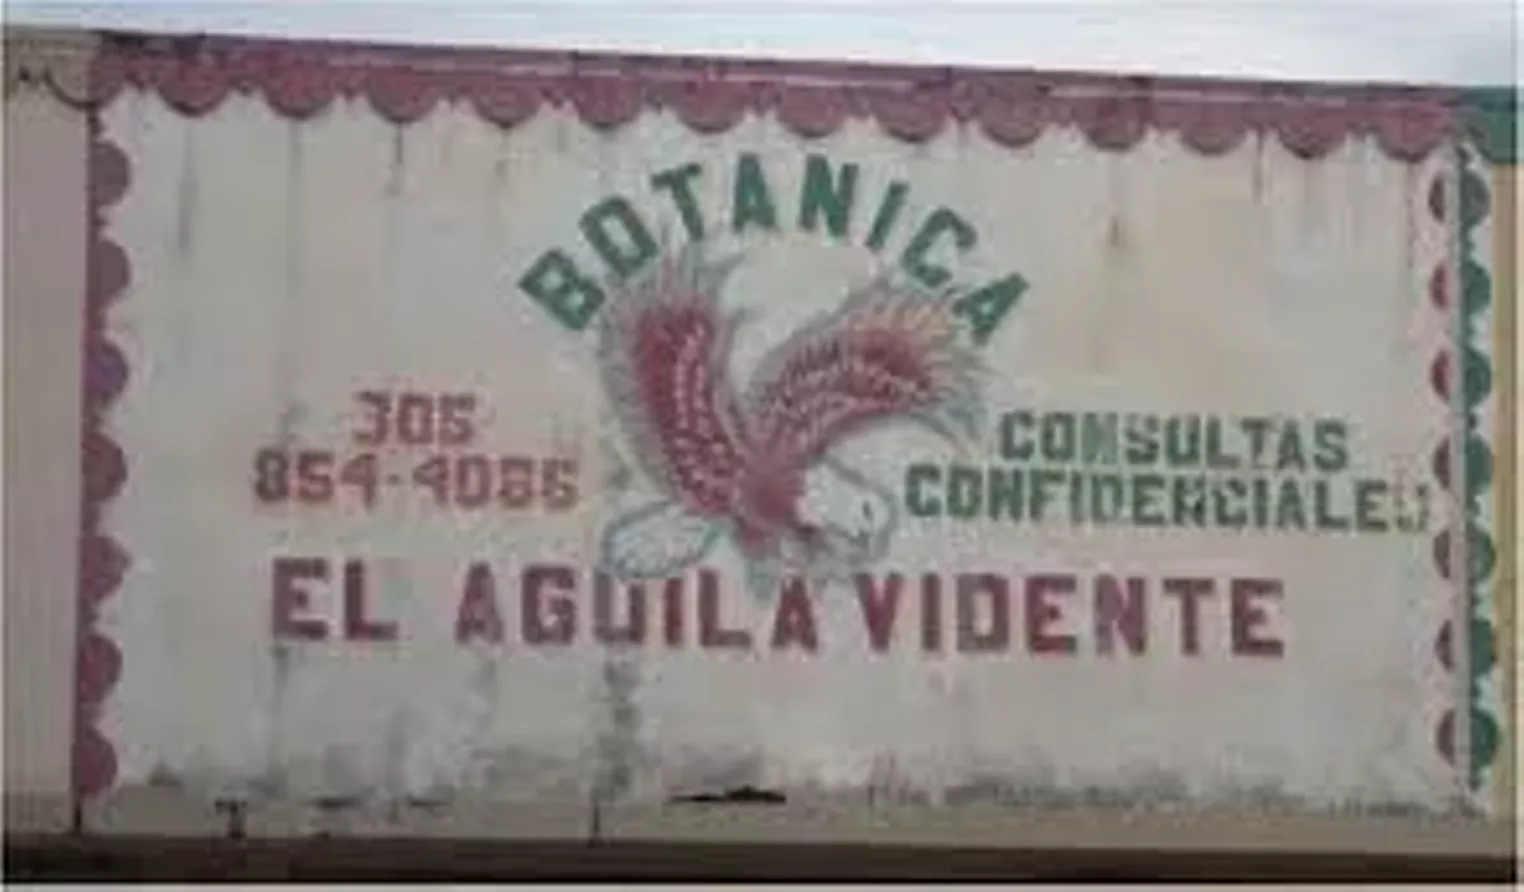 BOTANICA
305
854-4086
CONSULTAS
CONFIDENCIALES
EL AGUILA VIDENTE